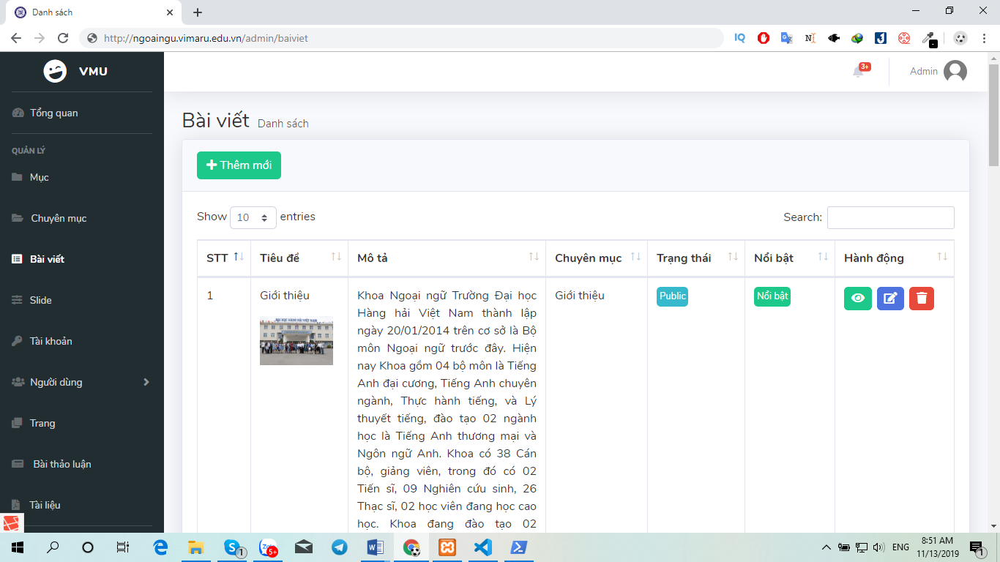 Danh sách
http://ngoaingu.vimaru.edu.vn/admin/baiviet
VMU
3+
Admin
Tổng quan
QUẢN LÝ
Mục
Chuyên mục
Bài viết
Slide
Tài khoản
Người dùng
Trang
Bài thảo luận
Tài liệu
Bài viết Danh sách
Thêm mới
Show 10 entries
Search:
STT Tiêu đề Mô tả Chuyên mục Trạng thái Nổi bật Hành động
1 Giới thiệu
ĐẠI HỌC HÀNG HẢI VIỆT NAM
Khoa Ngoại ngữ Trường Đại học
Hàng hải Việt Nam thành lập
ngày 20/01/2014 trên cơ sở là Bộ
môn Ngoại ngữ trước đây. Hiện
nay Khoa gồm 04 bộ môn là Tiếng
Anh đại cương, Tiếng Anh chuyên
ngành, Thực hành tiếng, và Lý
thuyết tiếng, đào tạo 02 ngành
học là Tiếng Anh thương mại và
Ngôn ngữ Anh. Khoa có 38 Cán
bộ, giảng viên, trong đó có 02
Tiến sĩ, 09 Nghiên cứu sinh, 26
Thạc sĩ, 02 học viên đang học cao
học. Khoa đang đào tạo 02
Giới thiệu
Public
Nổi bật
1
5+
ENG
8:51 AM
11/13/2019
1